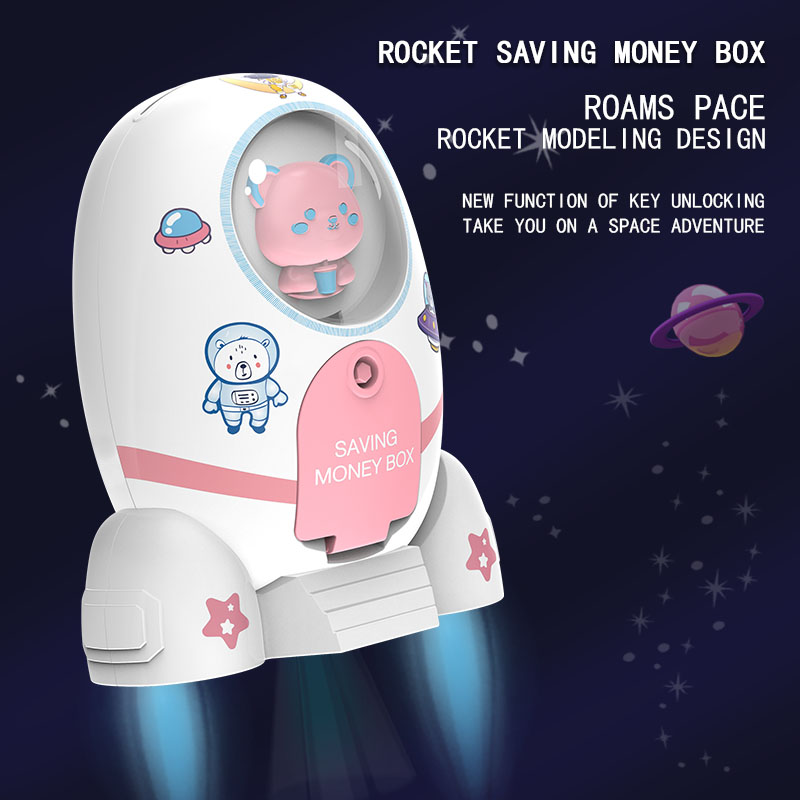 ROCKET SAVING MONEY BOX
ROAMS PACE
ROCKET MODELING DESIGN
NEW FUNCTION OF KEY UNLOCKING
TAKE YOU ON A SPACE ADVENTURE
SAVING
MONEY BOX